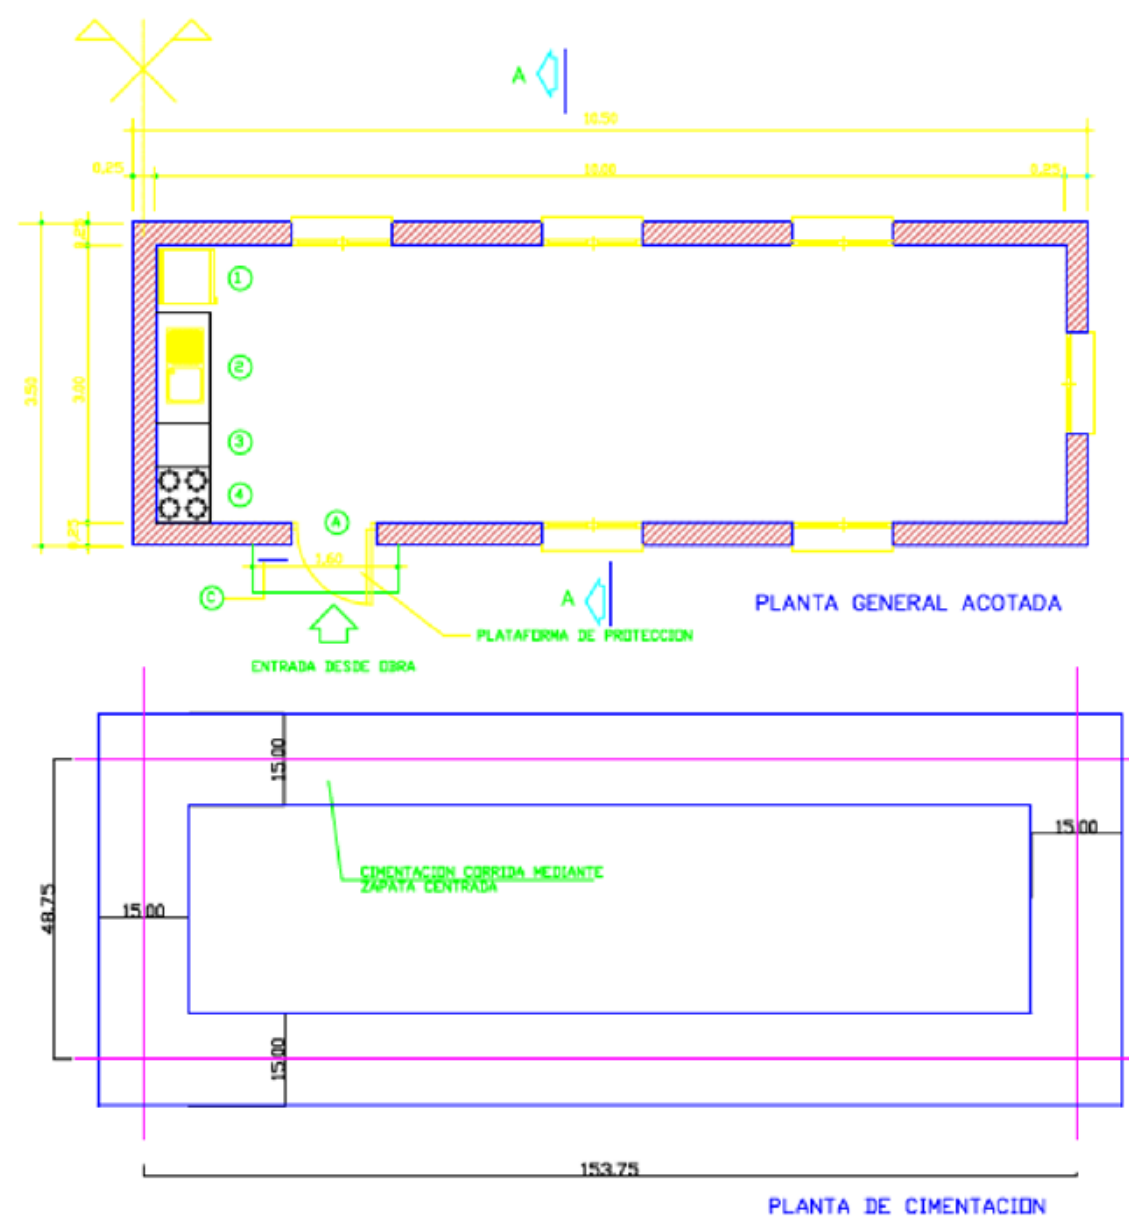 A
10.50
0.25
10.00
0.25
0.25
1
2
3.50
3.00
3
4
0.25
A
1.60
C
A
PLANTA GENERAL ACOTADA
PLATAFORMA DE PROTECCION
ENTRADA DESDE OBRA
15.00
15.00
CIMENTACION CORRIDA MEDIANTE
ZAPATA CENTRADA
15.00
48.75
15.00
153.75
PLANTA DE CIMENTACION